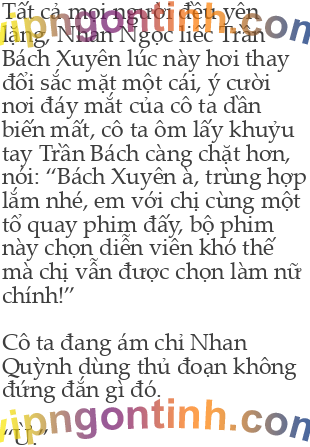 Tất cả mọi người đều yên
lặng, Nhan Ngọc liếc Trần
Bách Xuyên lúc này hơi thay
đổi sắc mặt một cái, ý cười
nơi đáy mắt của cô ta dần
biến mất, cô ta ôm lấy khuỷu
tay Trần Bách càng chặt hơn,
nói: “Bách Xuyên à, trùng hợp
lắm nhé, em với chị cùng một
tổ quay phim đấy, bộ phim
này chọn diễn viên khó thế
mà chị vẫn được chọn làm nữ
chính!”
Cô ta đang ám chỉ Nhan
Quỳnh dùng thủ đoạn không
đứng đắn gì đó.
“Ừ.”
vipngontinh.com
vipngontinh.com